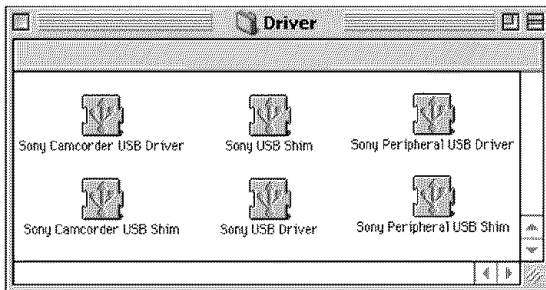 Driver
Sony Camcorder USB Driver
Sony USB Shim
Sony Peripheral USB Driver
Sony Camcorder USB Shim
Sony USB Driver
Sony Peripheral USB Shim